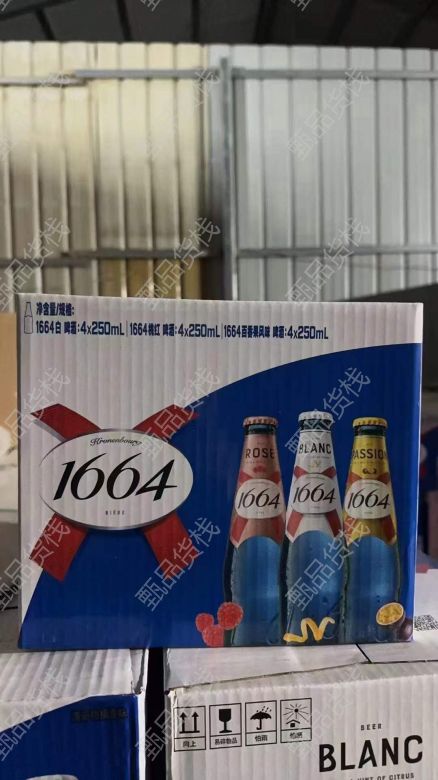 净含量/规格:
1664白 啤酒:4x250mL | 1664桃红 啤酒:4x250mL | 1664百香果风味 啤酒:4x250mL
Kronenbourg
1664
BIÈRE
ROSE
BLANC
PASSION
1664
1664
1664
向上
易碎物品
怕雨
怕晒
BEER
BLANC
OF CITRUS
甄品货栈